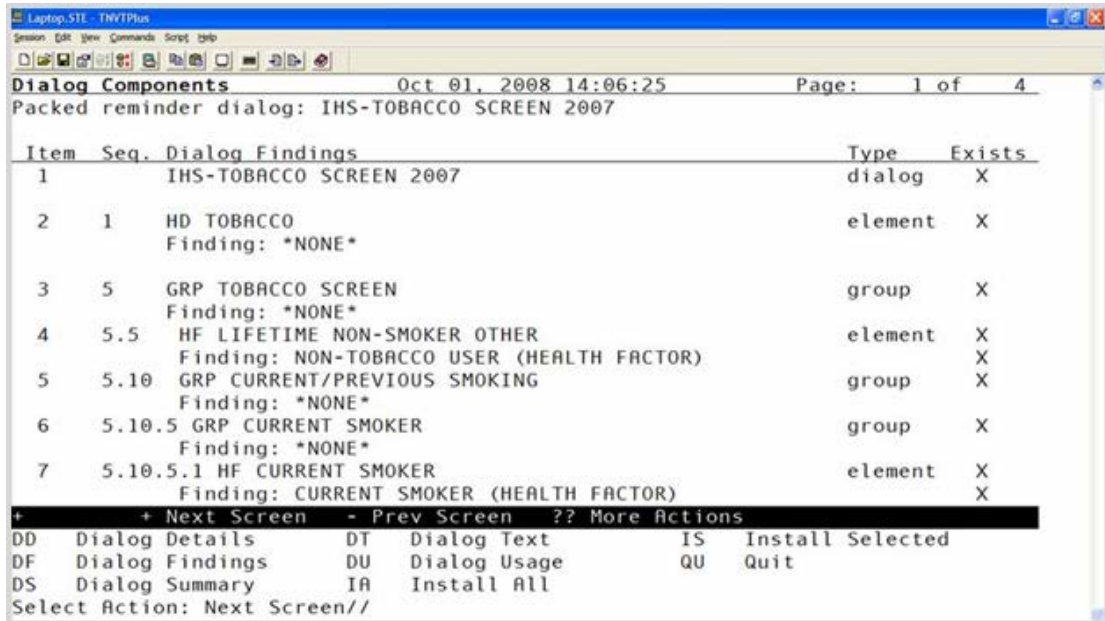 Laptop.STE - TNVTPlus
Session Edit View Commands Script Help
Dialog Components Oct 01, 2008 14:06:25 Page: 1 of 4
Packed reminder dialog: IHS-TOBACCO SCREEN 2007
Item Seq. Dialog Findings Type Exists
1 IHS-TOBACCO SCREEN 2007 dialog X
2 1 HD TOBACCO element X
Finding: *NONE*
3 5 GRP TOBACCO SCREEN group X
Finding: *NONE*
4 5.5 HF LIFETIME NON-SMOKER OTHER element X
Finding: NON-TOBACCO USER (HEALTH FACTOR) X
5 5.10 GRP CURRENT/PREVIOUS SMOKING group X
Finding: *NONE*
6 5.10.5 GRP CURRENT SMOKER group X
Finding: *NONE*
7 5.10.5.1 HF CURRENT SMOKER element X
Finding: CURRENT SMOKER (HEALTH FACTOR) X
+ + Next Screen - Prev Screen ?? More Actions
DD Dialog Details DT Dialog Text IS Install Selected
DF Dialog Findings DU Dialog Usage QU Quit
DS Dialog Summary IA Install All
Select Action: Next Screen//